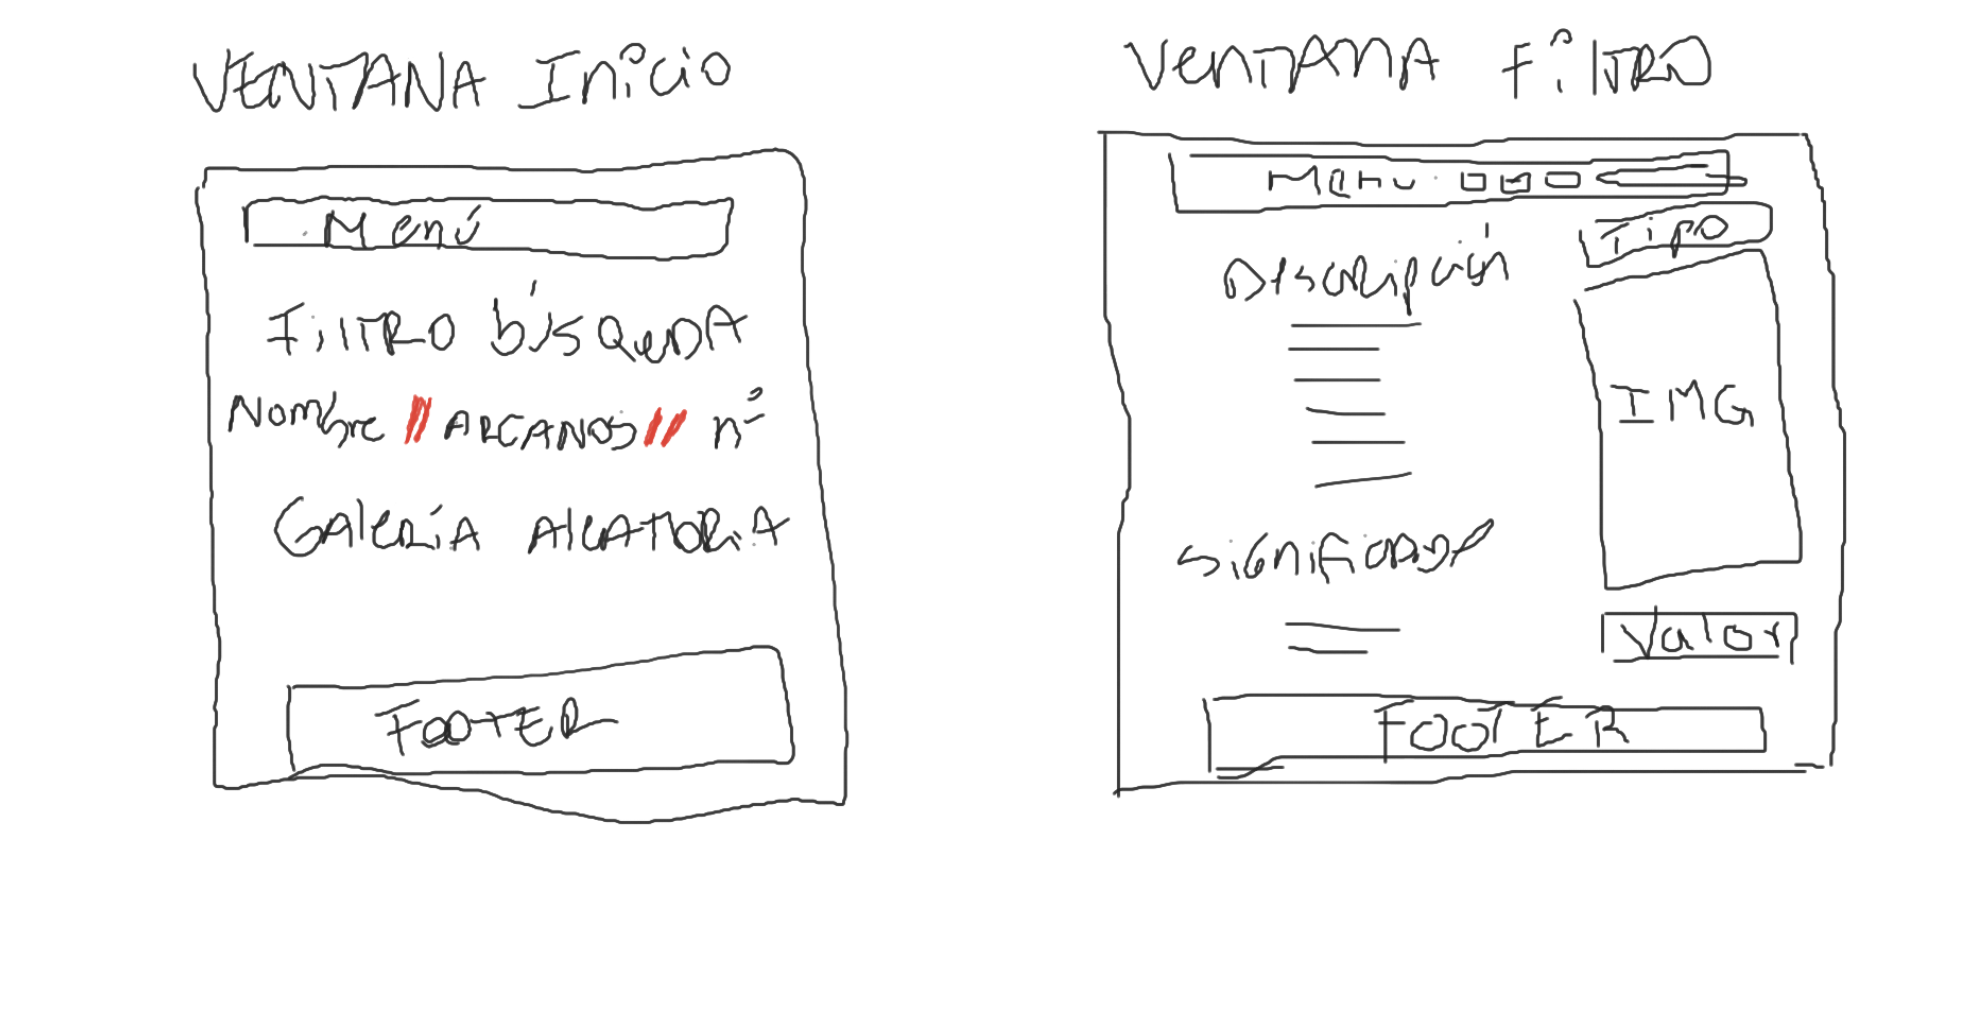 VENTANA Inicio
Menú
FilTRO búsQueDA
Nombre // ARCANOS // nº
GAlERíA AleATORiA
FOOTER
VenTANA FilTRO
Menu
Tipo
Descripción
IMG
significado
Valor
FOOTER